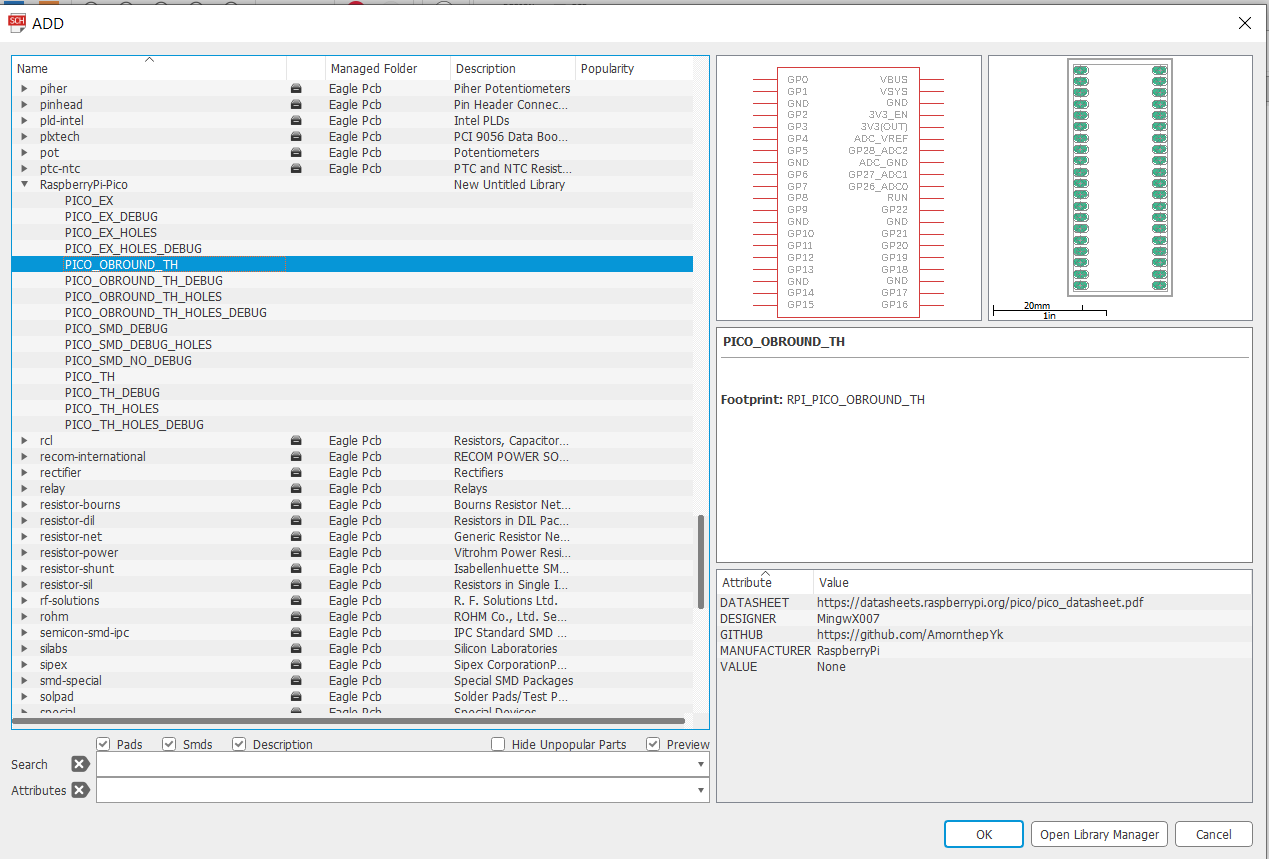 SCH ADD
Name Managed Folder Description Popularity
piher Eagle Pcb Piher Potentiometers
pinhead Eagle Pcb Pin Header Connec...
pld-intel Eagle Pcb Intel PLDs
plxtech Eagle Pcb PCI 9056 Data Boo...
pot Eagle Pcb Potentiometers
ptc-ntc Eagle Pcb PTC and NTC Resist...
RaspberryPi-Pico New Untitled Library
PICO_EX
PICO_EX_DEBUG
PICO_EX_HOLES
PICO_EX_HOLES_DEBUG
PICO_OBROUND_TH
PICO_OBROUND_TH_DEBUG
PICO_OBROUND_TH_HOLES
PICO_OBROUND_TH_HOLES_DEBUG
PICO_SMD_DEBUG
PICO_SMD_DEBUG_HOLES
PICO_SMD_NO_DEBUG
PICO_TH
PICO_TH_DEBUG
PICO_TH_HOLES
PICO_TH_HOLES_DEBUG
rcl Eagle Pcb Resistors, Capacitor...
recom-international Eagle Pcb RECOM POWER SO...
rectifier Eagle Pcb Rectifiers
relay Eagle Pcb Relays
resistor-bourns Eagle Pcb Bourns Resistor Net...
resistor-dil Eagle Pcb Resistors in DIL Pac...
resistor-net Eagle Pcb Generic Resistor Ne...
resistor-power Eagle Pcb Vitrohm Power Resi...
resistor-shunt Eagle Pcb Isabellenhuette SM...
resistor-sil Eagle Pcb Resistors in Single I...
rf-solutions Eagle Pcb R. F. Solutions Ltd.
rohm Eagle Pcb ROHM Co., Ltd. Se...
semicon-smd-ipc Eagle Pcb IPC Standard SMD ...
silabs Eagle Pcb Silicon Laboratories
sipex Eagle Pcb Sipex CorporationP...
smd-special Eagle Pcb Special SMD Packages
solpad Eagle Pcb Solder Pads/Test P...
special Eagle Pcb Special Devices
Pads Smds Description Hide Unpopular Parts Preview
Search
Attributes
GP0 VBUS
GP1 VSYS
GND GND
GP2 3V3_EN
GP3 3V3(OUT)
GP4 ADC_VREF
GP5 GP28_ADC2
GND ADC_GND
GP6 GP27_ADC1
GP7 GP26_ADC0
GP8 RUN
GP9 GP22
GND GND
GP10 GP21
GP11 GP20
GP12 GP19
GP13 GP18
GND GND
GP14 GP17
GP15 GP16
20mm
1in
PICO_OBROUND_TH
Footprint: RPI_PICO_OBROUND_TH
Attribute Value
DATASHEET https://datasheets.raspberrypi.org/pico/pico_datasheet.pdf
DESIGNER MingwX007
GITHUB https://github.com/AmornthepYk
MANUFACTURER RaspberryPi
VALUE None
OK Open Library Manager Cancel